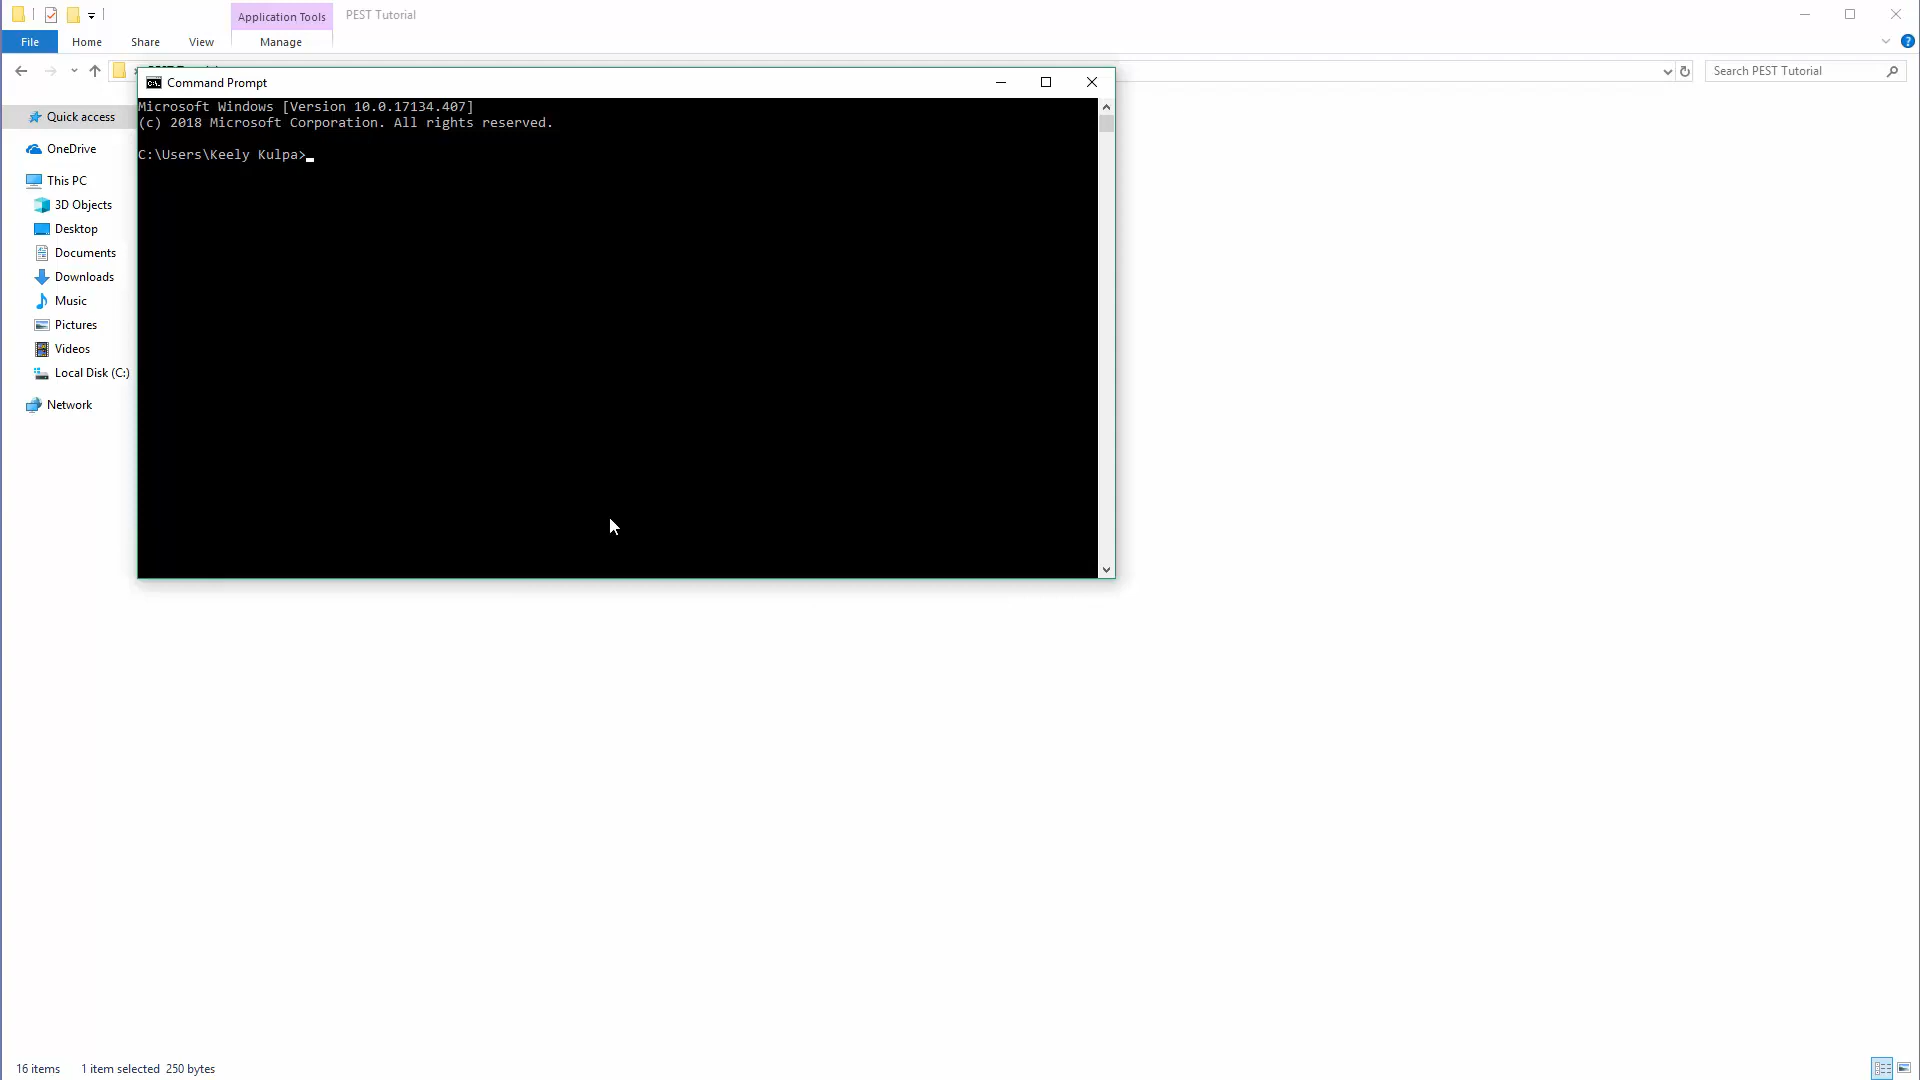 Application Tools
PEST Tutorial
File
Home
Share
View
Manage
Search PEST Tutorial
Command Prompt
Microsoft Windows [Version 10.0.17134.407]
(c) 2018 Microsoft Corporation. All rights reserved.
C:\Users\Keely Kulpa>
Quick access
OneDrive
This PC
3D Objects
Desktop
Documents
Downloads
Music
Pictures
Videos
Local Disk (C:)
Network
16 items
1 item selected 250 bytes